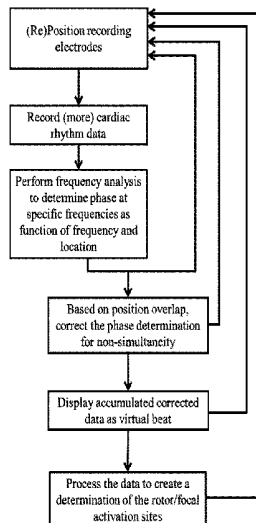 (Re)Position recording
electrodes
Record (more) cardiac
rhythm data
Perform frequency analysis
to determine phase at
specific frequencies as
function of frequency and
location
Based on position overlap,
correct the phase determination
for non-simultaneity
Display accumulated corrected
data as virtual beat
Process the data to create a
determination of the rotor/focal
activation sites